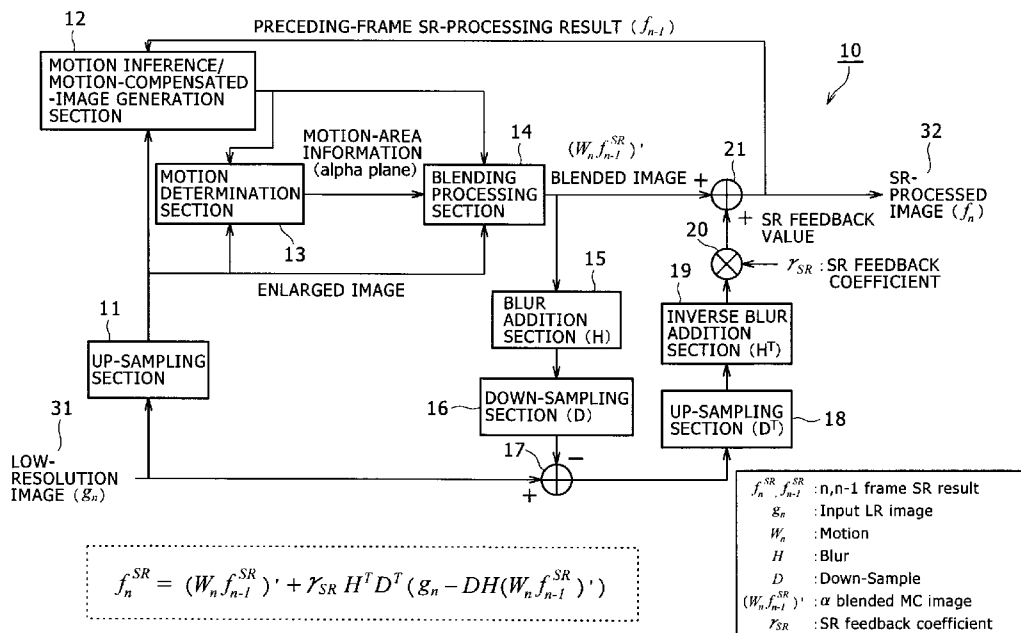 12
PRECEDING-FRAME SR-PROCESSING RESULT (f_{n-1})
MOTION INFERENCE/
MOTION-COMPENSATED
-IMAGE GENERATION
SECTION
10
MOTION-AREA
INFORMATION
(alpha plane)
14
(W_n f_{n-1}^{SR})'
21
32
MOTION
DETERMINATION
SECTION
BLENDING
PROCESSING
SECTION
BLENDED IMAGE
+
SR-
PROCESSED
IMAGE (f_n)
+
SR FEEDBACK
VALUE
13
20
γ_{SR} : SR FEEDBACK
COEFFICIENT
ENLARGED IMAGE
15
19
11
BLUR
ADDITION
SECTION (H)
INVERSE BLUR
ADDITION
SECTION (H^T)
UP-SAMPLING
SECTION
16
DOWN-SAMPLING
SECTION (D)
UP-SAMPLING
SECTION (D^T)
18
31
17
−
LOW-
RESOLUTION
IMAGE (g_n)
+
f_n^{SR}, f_{n-1}^{SR} : n,n-1 frame SR result
g_n : Input LR image
W_n : Motion
H : Blur
D : Down-Sample
(W_n f_{n-1}^{SR})' : α blended MC image
γ_{SR} : SR feedback coefficient
f_n^{SR} = (W_n f_{n-1}^{SR})' + γ_{SR} H^T D^T (g_n - DH(W_n f_{n-1}^{SR})')